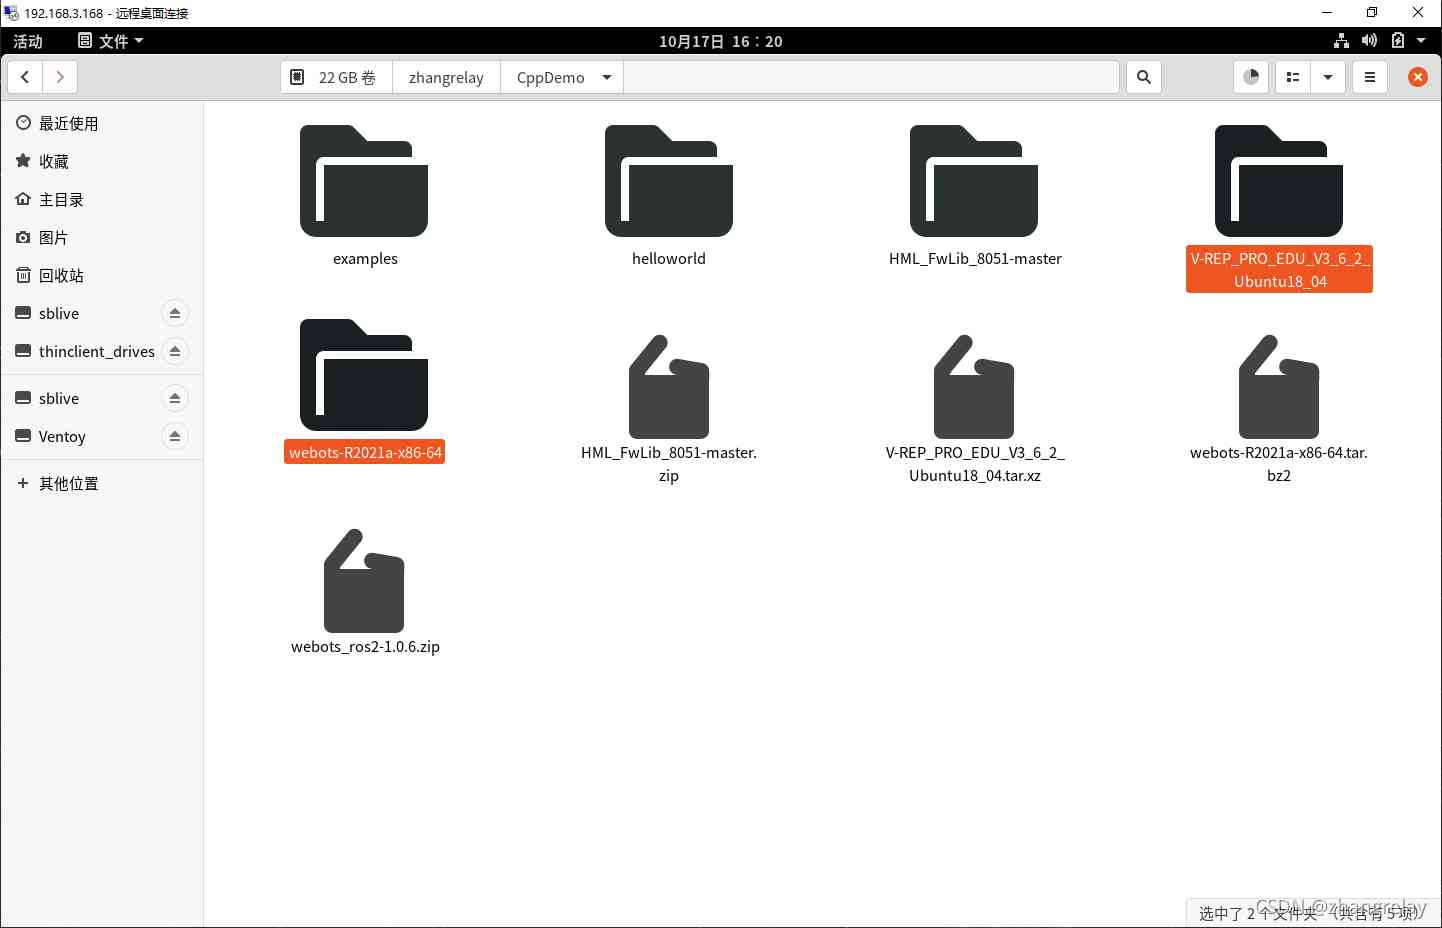 192.168.3.168 - 远程桌面连接
活动 文件 10月17日 16：20
22 GB 卷 zhangrelay CppDemo
最近使用
收藏
主目录
图片
回收站
sblive
thinclient_drives
sblive
Ventoy
其他位置
examples
helloworld
HML_FwLib_8051-master
V-REP_PRO_EDU_V3_6_2_
Ubuntu18_04
webots-R2021a-x86-64
HML_FwLib_8051-master.
zip
V-REP_PRO_EDU_V3_6_2_
Ubuntu18_04.tar.xz
webots-R2021a-x86-64.tar.
bz2
webots_ros2-1.0.6.zip
选中了 2 个文件夹 （共含有 5 项）
CSDN @zhangrelay